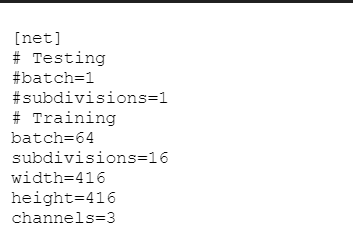 [net]
# Testing
#batch=1
#subdivisions=1
# Training
batch=64
subdivisions=16
width=416
height=416
channels=3